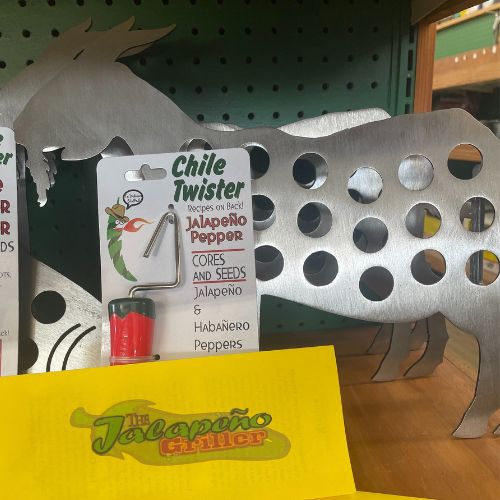 Chile
Twister
Recipes on Back!
Jalapeño
Pepper
Cores
and Seeds
Jalapeño
&
Habañero
Peppers
The
Jalapeño
Griller